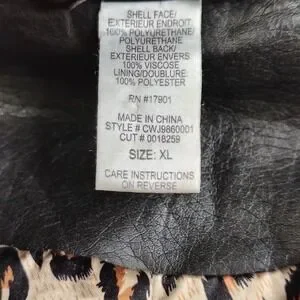 SHELL FACE/
EXTERIEUR ENDROIT
100% POLYURETHANE/
POLYURETHANE
SHELL BACK/
EXTERIEUR ENVERS
100% VISCOSE
LINING/DOUBLURE:
100% POLYESTER
RN #17901
MADE IN CHINA
STYLE # CWJ9860001
CUT # 0018259
SIZE: XL
CARE INSTRUCTIONS
ON REVERSE